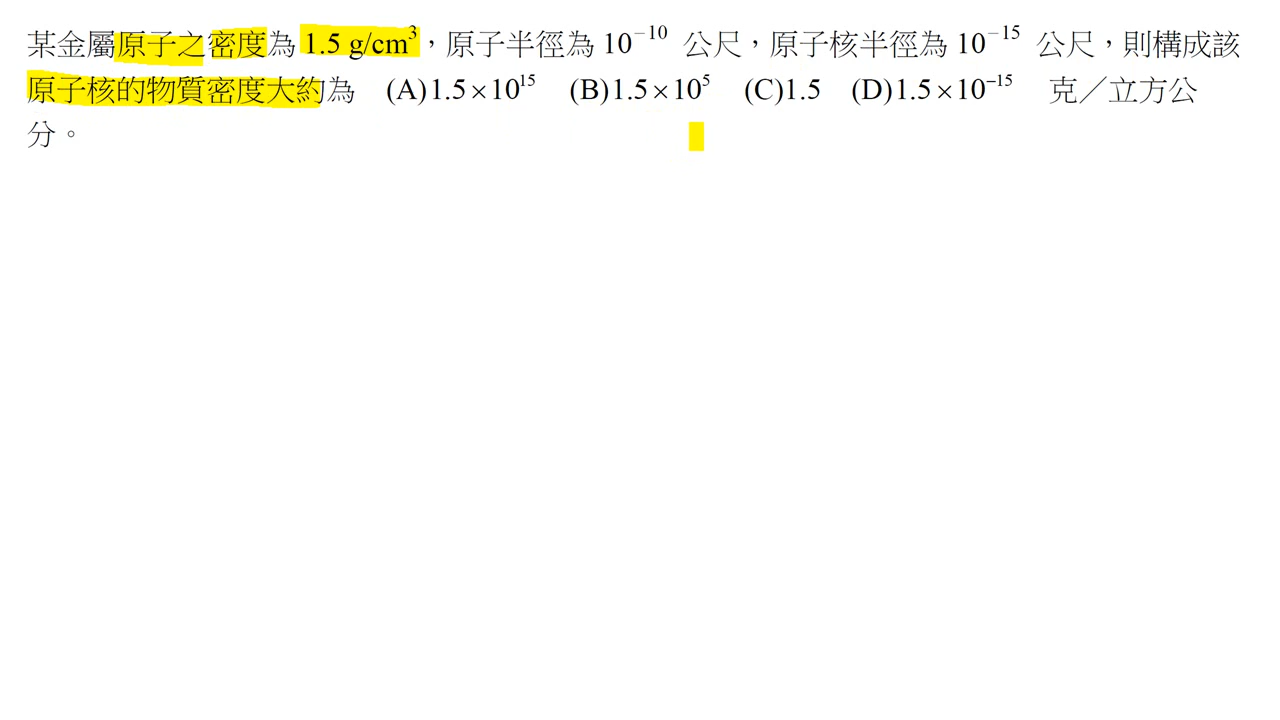 某金屬原子之密度為 1.5 g/cm³，原子半徑為 10⁻¹⁰ 公尺，原子核半徑為 10⁻¹⁵ 公尺，則構成該
原子核的物質密度大約為 (A)1.5×10¹⁵ (B)1.5×10⁵ (C)1.5 (D)1.5×10⁻¹⁵ 克／立方公
分。